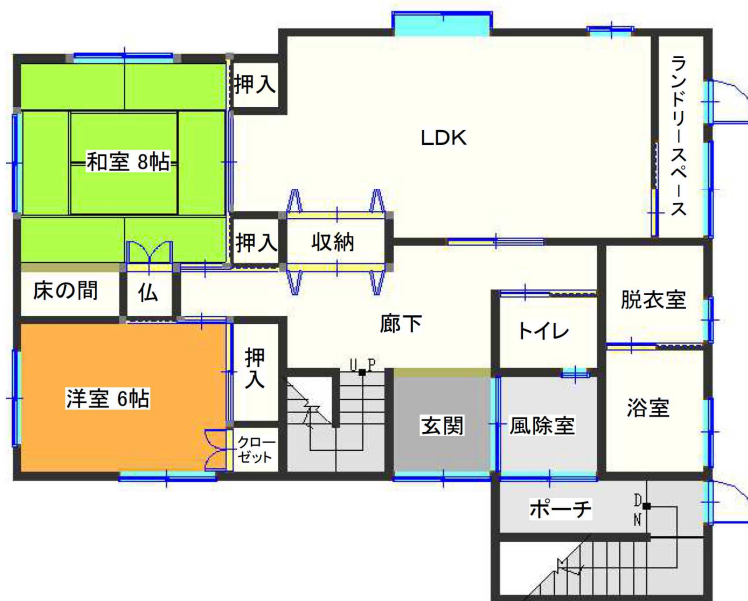 押入
LDK
ランドリースペース
和室 8帖
押入
収納
床の間
仏
廊下
脱衣室
トイレ
UP
洋室 6帖
押入
クロー
ゼット
玄関
風除室
浴室
ポーチ
DN